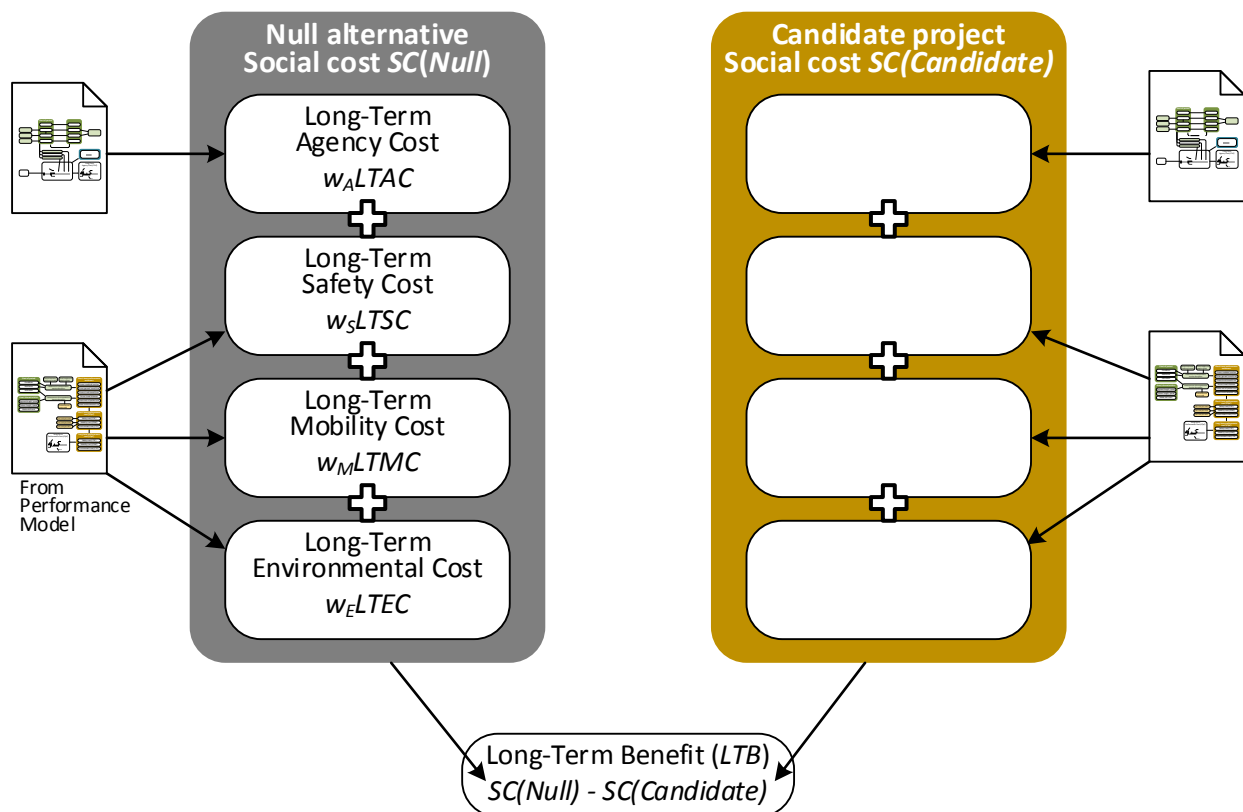 Null alternative
Social cost SC(Null)
Long-Term
Agency Cost
wALTAC
Long-Term
Safety Cost
wSLTSC
Long-Term
Mobility Cost
wMLTMC
Long-Term
Environmental Cost
wELTEC
From
Performance
Model
Candidate project
Social cost SC(Candidate)
Long-Term Benefit (LTB)
SC(Null) - SC(Candidate)